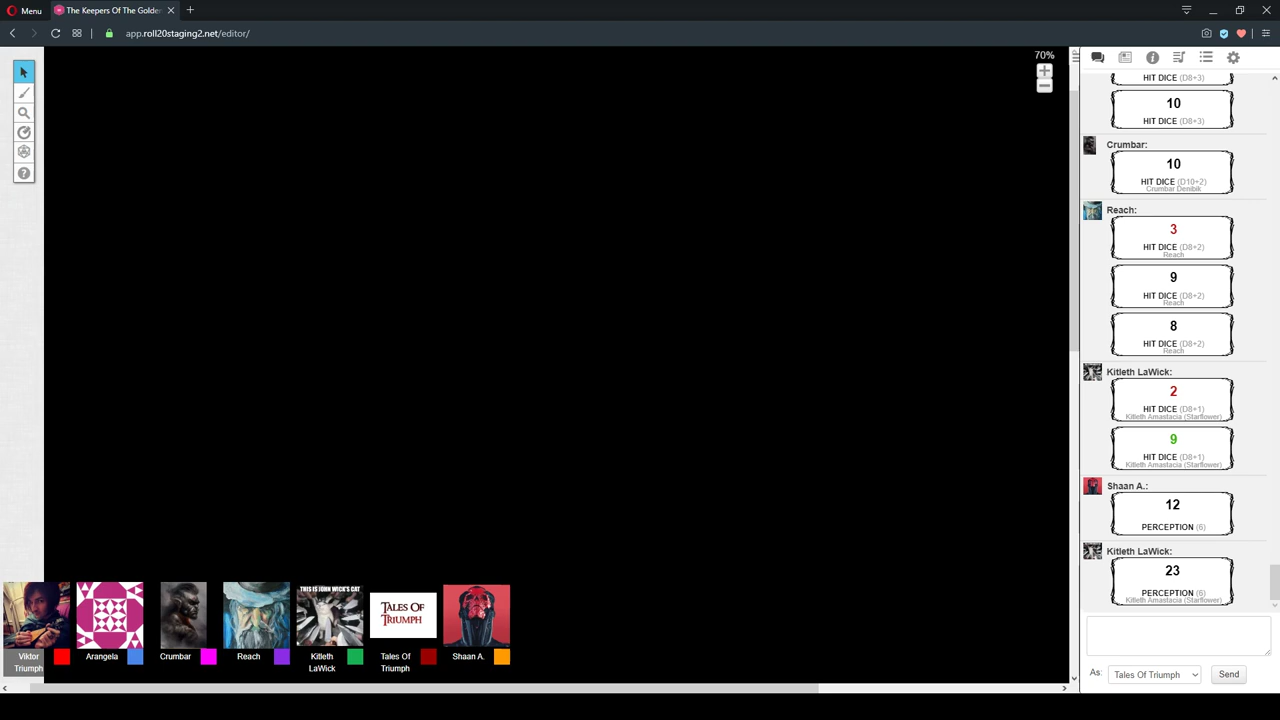 Menu
The Keepers Of The Golden
app.roll20staging2.net/editor/
70%
HIT DICE (D8+3)
10
HIT DICE (D8+3)
Crumbar:
10
HIT DICE (D10+2)
Crumbar Denibik
Reach:
3
HIT DICE (D8+2)
Reach
9
HIT DICE (D8+2)
Reach
8
HIT DICE (D8+2)
Reach
Kitleth LaWick:
2
HIT DICE (D8+1)
Kitleth Amastacia (Starflower)
9
HIT DICE (D8+1)
Kitleth Amastacia (Starflower)
Shaan A.:
12
PERCEPTION (6)
Kitleth LaWick:
23
PERCEPTION (6)
Kitleth Amastacia (Starflower)
THIS IS JOHN WICK'S CAT
TALES OF
TRIUMPH
Viktor
Triumph
Arangela
Crumbar
Reach
Kitleth
LaWick
Tales Of
Triumph
Shaan A.
As:
Tales Of Triumph
Send